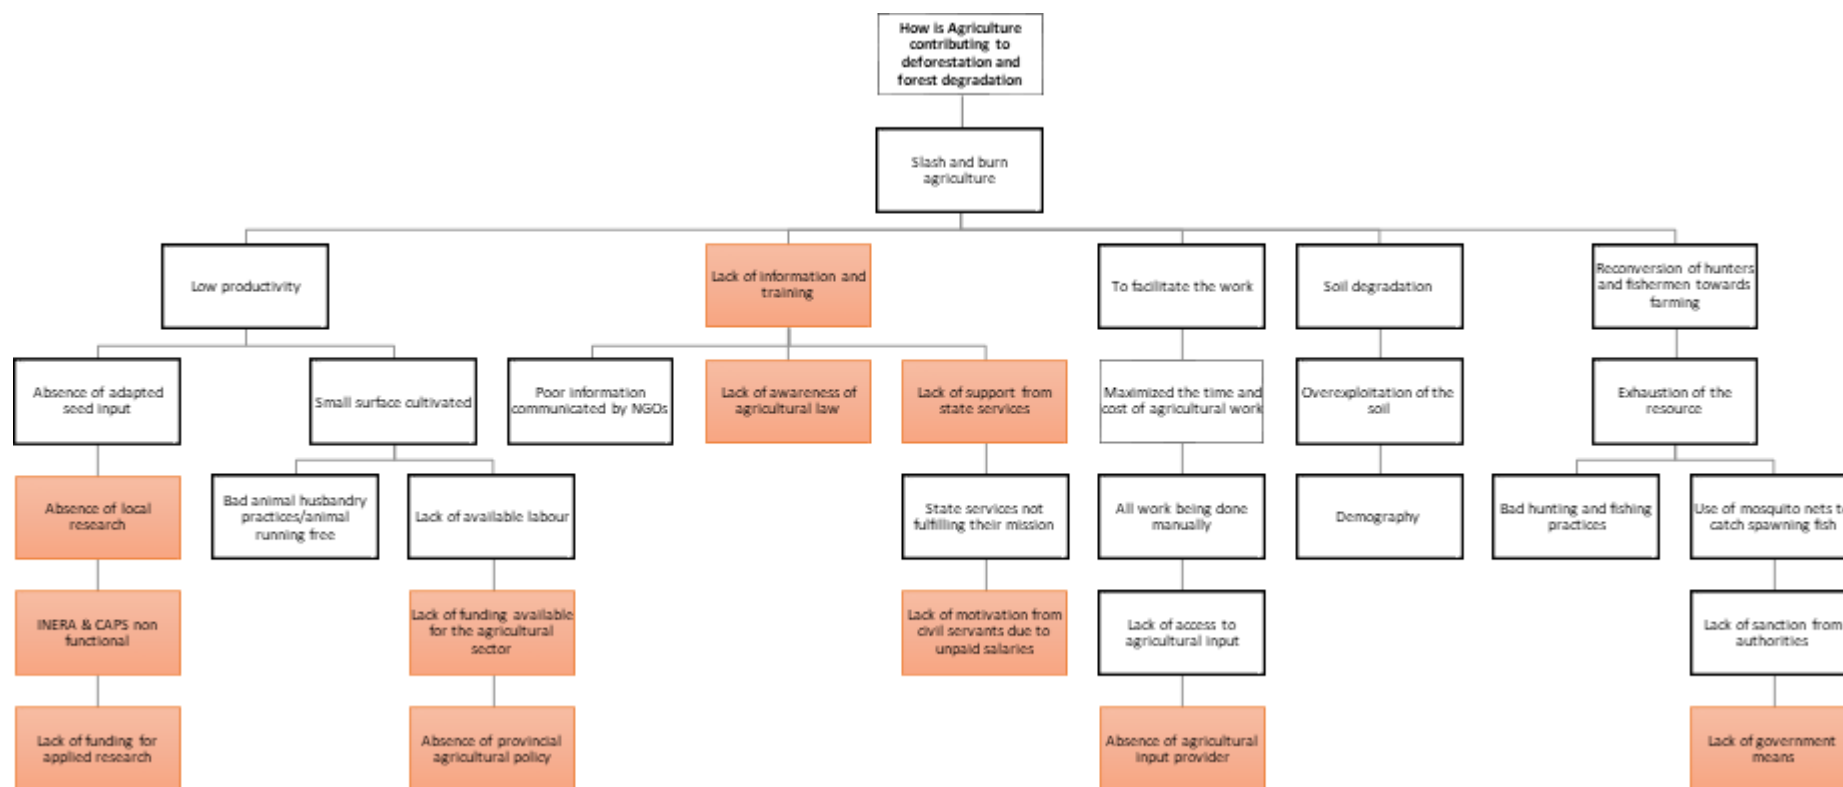 How is Agriculture
contributing to
deforestation and
forest degradation
Slash and burn
agriculture
Low productivity
Lack of information and
training
To facilitate the work
Soil degradation
Reconversion of hunters
and fishermen towards
farming
Absence of adapted
seed input
Small surface cultivated
Poor information
communicated by NGOs
Lack of awareness of
agricultural law
Lack of support from
state services
Maximized the time and
cost of agricultural work
Overexploitation of the
soil
Exhaustion of the
resource
Absence of local
research
Bad animal husbandry
practices/animal
running free
Lack of available labour
State services not
fulfilling their mission
All work being done
manually
Demography
Bad hunting and fishing
practices
Use of mosquito nets t
catch spawning fish
INERA & CAPS non
functional
Lack of funding available
for the agricultural
sector
Lack of motivation from
civil servants due to
unpaid salaries
Lack of access to
agricultural input
Lack of sanction from
authorities
Lack of funding for
applied research
Absence of provincial
agricultural policy
Absence of agricultural
input provider
Lack of government
means